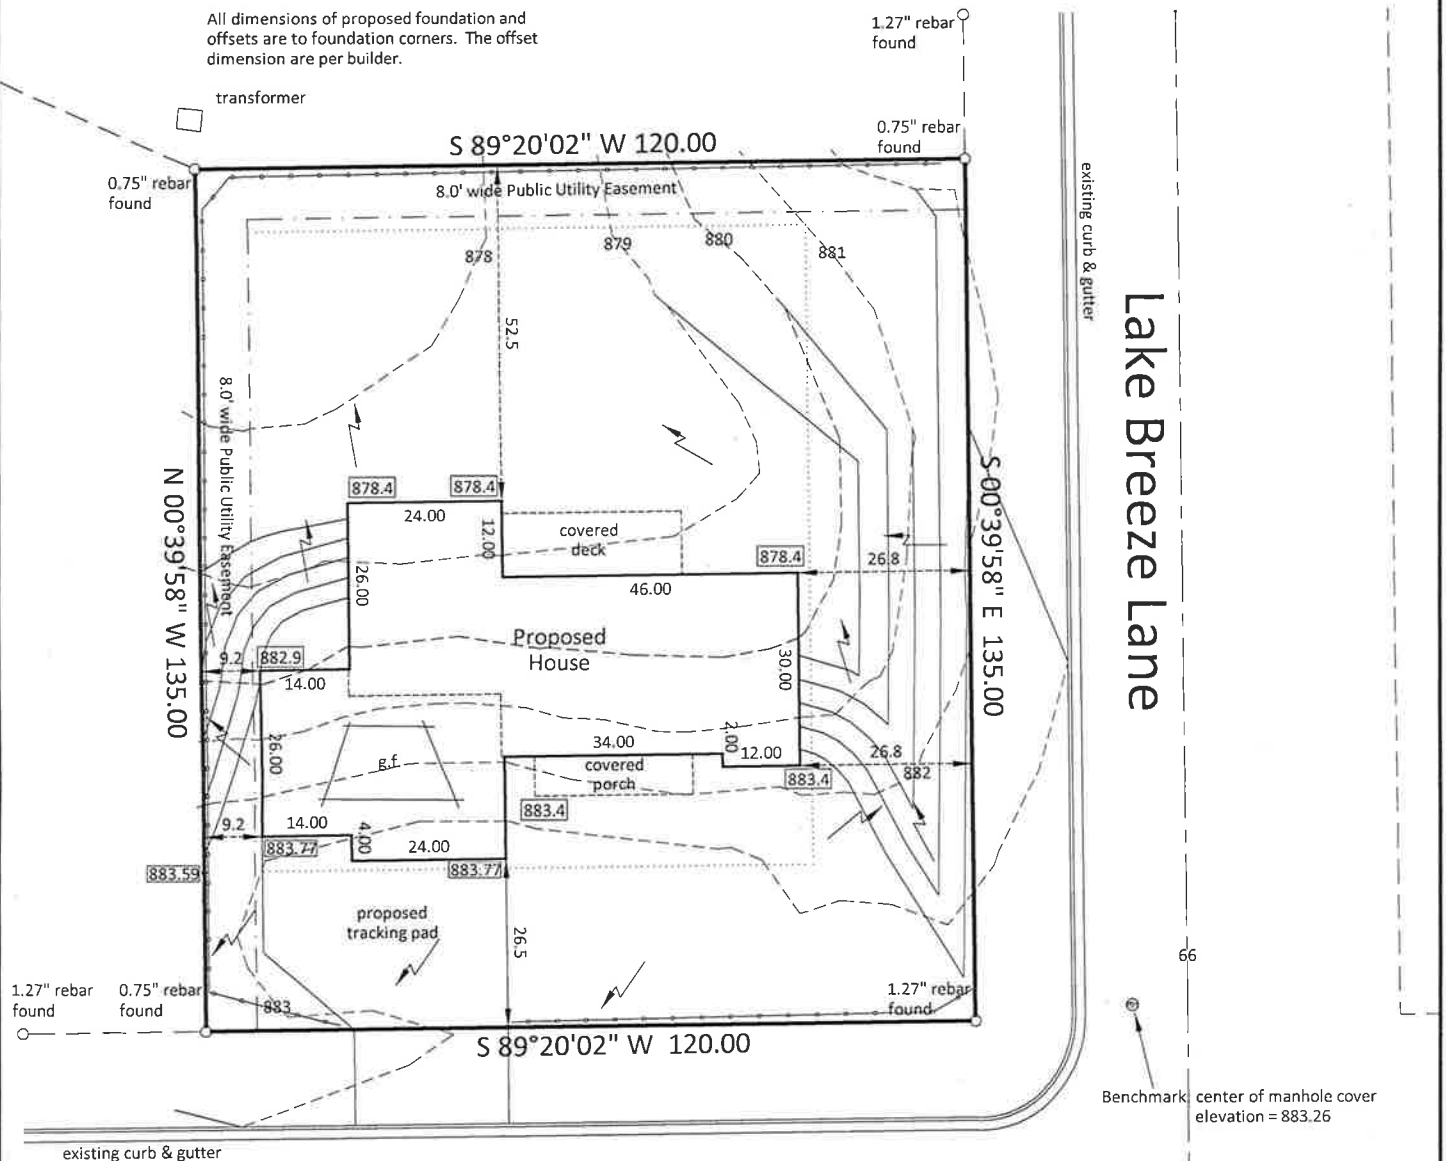 All dimensions of proposed foundation and
offsets are to foundation corners. The offset
dimension are per builder.
transformer
1.27" rebar
found
0.75" rebar
found
S 89°20'02" W 120.00
0.75" rebar
found
8.0' wide Public Utility Easement
878
879
880
881
existing curb & gutter
Lake Breeze Lane
52.5
8.0' wide Public Utility Easement
N 00°39'58" W 135.00
S 00°39'58" E 135.00
878.4
878.4
24.00
12.00
covered
deck
878.4
26.8
26.00
46.00
Proposed
House
9.2
882.9
14.00
30.00
26.00
g.f
34.00
2.00
12.00
26.8
882
covered
porch
883.4
883.4
9.2
14.00
4.00
24.00
883.77
883.77
883.59
proposed
tracking pad
26.5
66
1.27" rebar
found
0.75" rebar
found
883
1.27" rebar
found
S 89°20'02" W 120.00
Benchmark: center of manhole cover
elevation = 883.26
existing curb & gutter